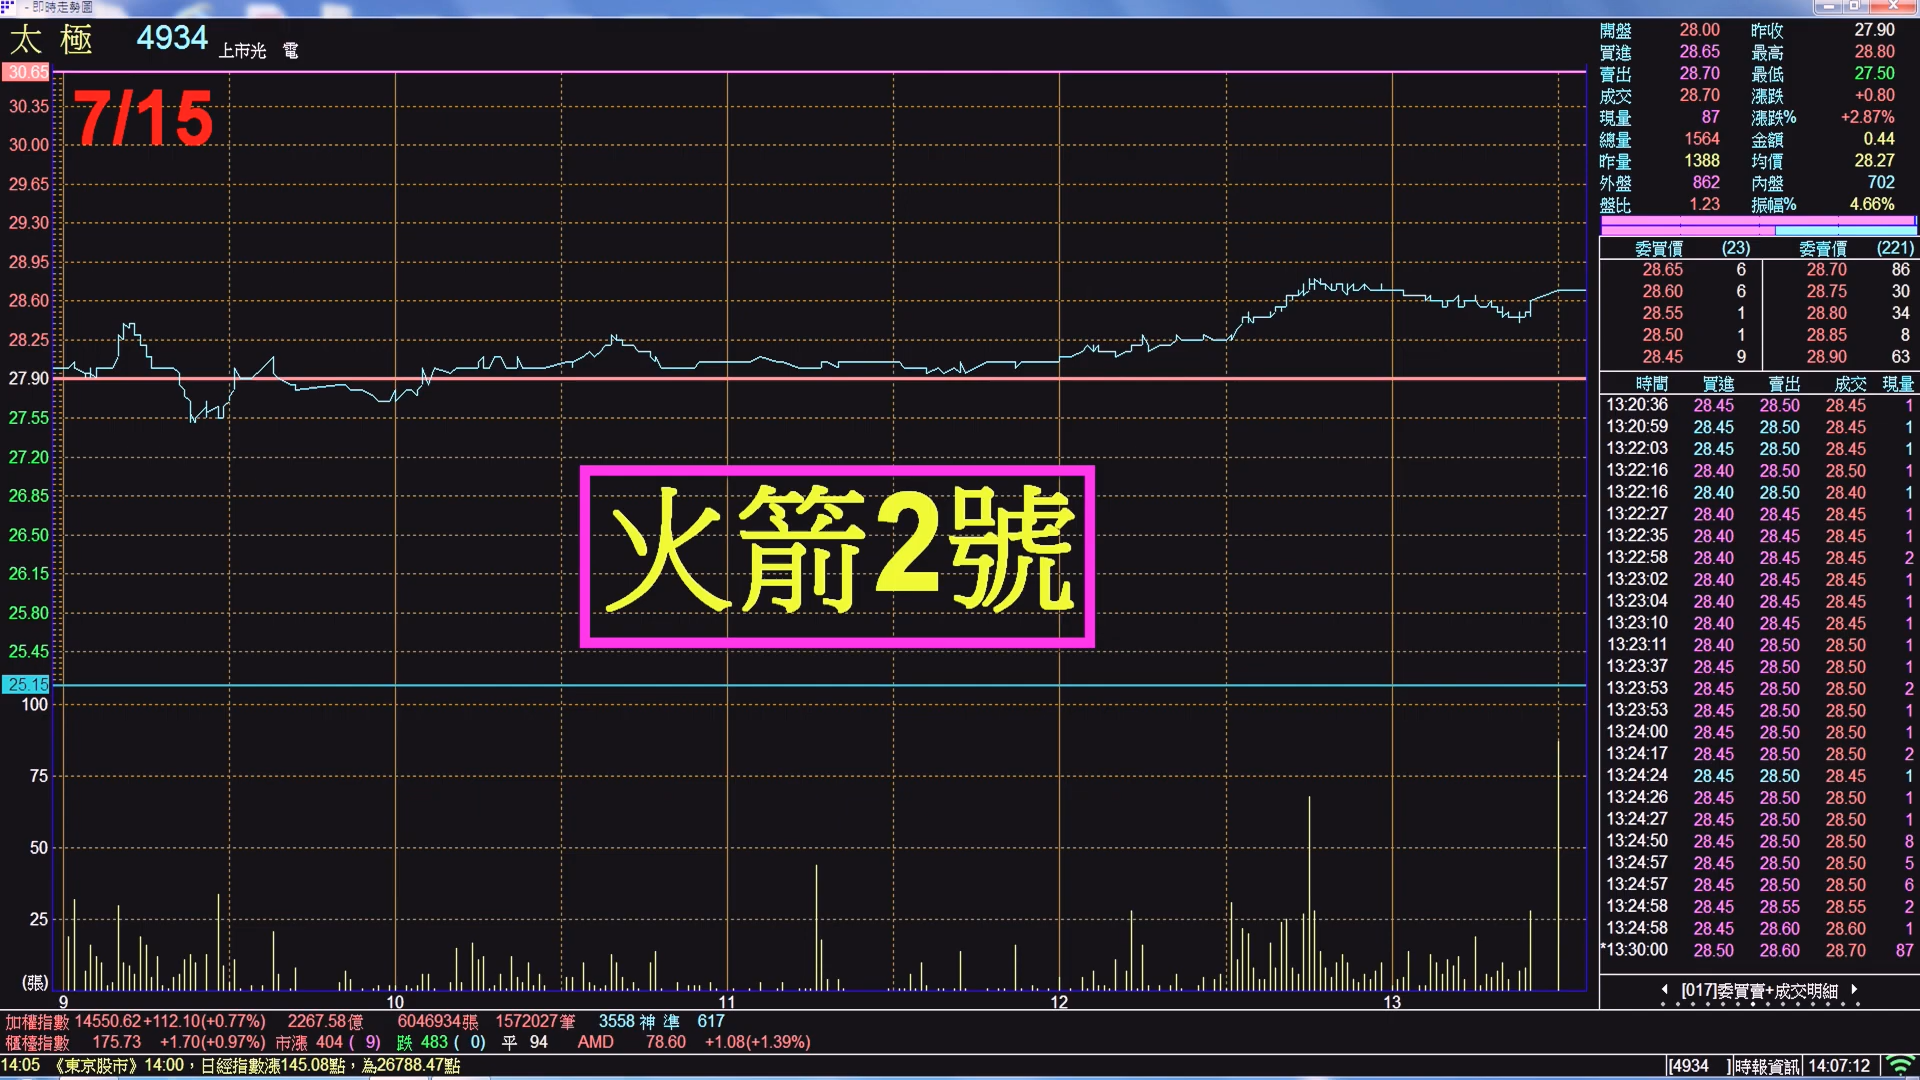 - 即時走勢圖
太 極 4934 上市光 電
7/15
火箭2號
30.65
30.35
30.00
29.65
29.30
28.95
28.60
28.25
27.90
27.55
27.20
26.85
26.50
26.15
25.80
25.45
25.15
100
75
50
25
(張)
9 10 11 12 13
開盤 28.00 昨收 27.90
買進 28.65 最高 28.80
賣出 28.70 最低 27.50
成交 28.70 漲跌 +0.80
現量 87 漲跌% +2.87%
總量 1564 金額 0.44
昨量 1388 均價 28.27
外盤 862 內盤 702
盤比 1.23 振幅% 4.66%
委買價 (23) 委賣價 (221)
28.65 6 28.70 86
28.60 6 28.75 30
28.55 1 28.80 34
28.50 1 28.85 8
28.45 9 28.90 63
時間 買進 賣出 成交 現量
13:20:36 28.45 28.50 28.45 1
13:20:59 28.45 28.50 28.45 1
13:22:03 28.45 28.50 28.45 1
13:22:16 28.40 28.50 28.50 1
13:22:16 28.40 28.50 28.40 1
13:22:27 28.40 28.45 28.45 1
13:22:35 28.40 28.45 28.45 1
13:22:58 28.40 28.45 28.45 2
13:23:02 28.40 28.45 28.45 1
13:23:04 28.40 28.45 28.45 1
13:23:10 28.40 28.45 28.45 1
13:23:11 28.40 28.50 28.50 1
13:23:37 28.45 28.50 28.50 1
13:23:53 28.45 28.50 28.50 2
13:23:53 28.45 28.50 28.50 1
13:24:00 28.45 28.50 28.50 1
13:24:17 28.45 28.50 28.50 2
13:24:24 28.45 28.50 28.45 1
13:24:26 28.45 28.50 28.50 1
13:24:27 28.45 28.50 28.50 1
13:24:50 28.45 28.50 28.50 8
13:24:57 28.45 28.50 28.50 5
13:24:57 28.45 28.50 28.50 6
13:24:58 28.45 28.55 28.55 2
13:24:58 28.45 28.60 28.60 1
*13:30:00 28.50 28.60 28.70 87
[017]委買賣+成交明細
加權指數 14550.62+112.10(+0.77%) 2267.58億 6046934張 1572027筆 3558 神 準 617
櫃檯指數 175.73 +1.70(+0.97%) 市漲 404 ( 9) 跌 483 ( 0) 平 94 AMD 78.60 +1.08(+1.39%)
14:05 《東京股市》14:00，日經指數漲145.08點，為26788.47點 [4934 ]時報資訊 14:07:12